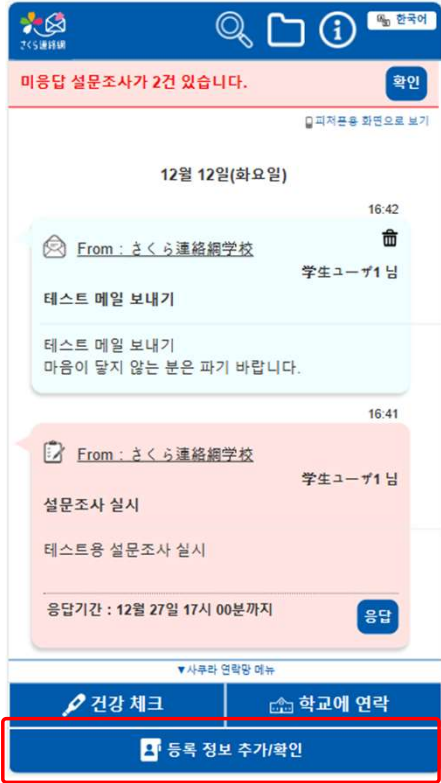 한국어
さくら連絡網
미응답 설문조사가 2건 있습니다.
확인
피처폰용 화면으로 보기
12월 12일(화요일)
16:42
From : さくら連絡網学校
学生ユーザ1 님
테스트 메일 보내기
테스트 메일 보내기
마음이 닿지 않는 분은 파기 바랍니다.
16:41
From : さくら連絡網学校
学生ユーザ1 님
설문조사 실시
테스트용 설문조사 실시
응답기간 : 12월 27일 17시 00분까지
응답
▼사쿠라 연락망 메뉴
건강 체크
학교에 연락
등록 정보 추가/확인